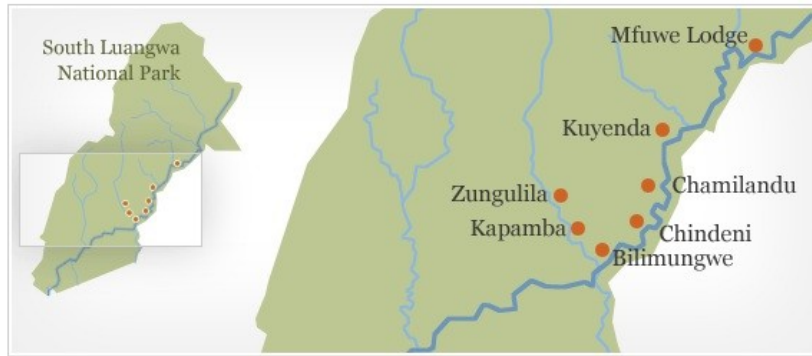 South Luangwa
National Park
Mfuwe Lodge
Kuyenda
Chamilandu
Zungulila
Kapamba
Chindeni
Bilimungwe